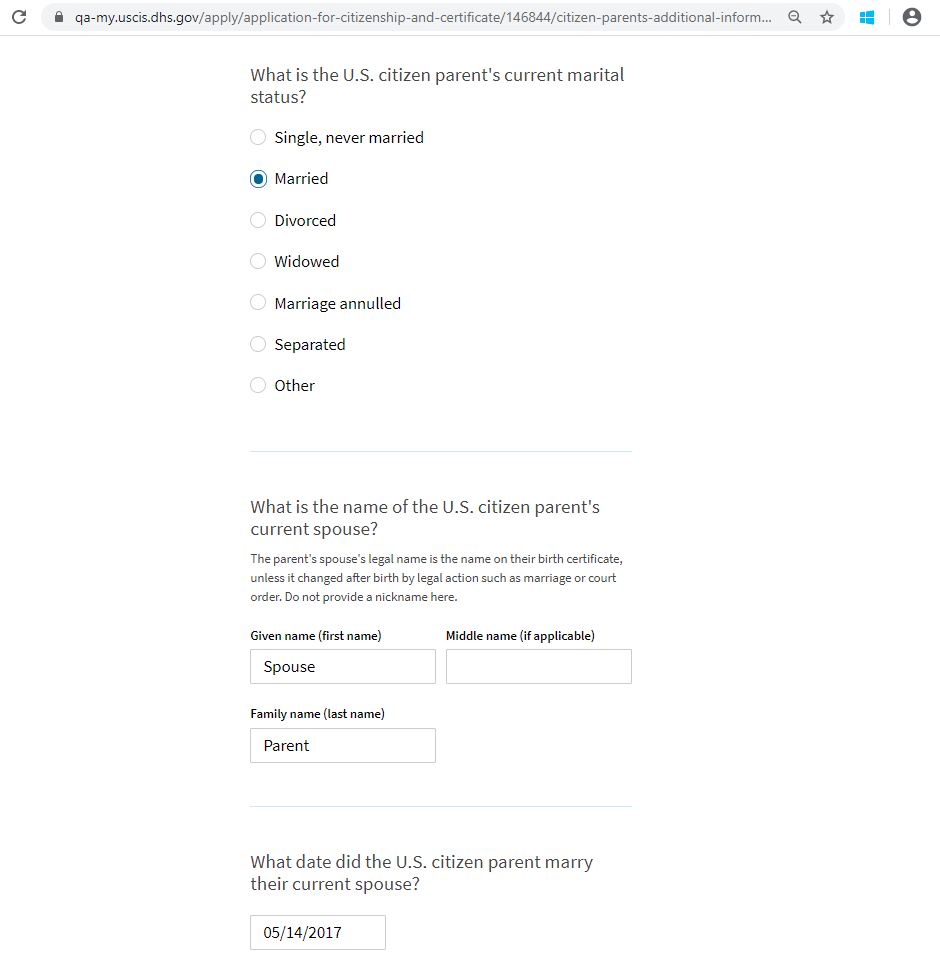 qa-my.uscis.dhs.gov/apply/application-for-citizenship-and-certificate/146844/citizen-parents-additional-inform...
What is the U.S. citizen parent's current marital
status?
Single, never married
Married
Divorced
Widowed
Marriage annulled
Separated
Other
What is the name of the U.S. citizen parent's
current spouse?
The parent's spouse's legal name is the name on their birth certificate,
unless it changed after birth by legal action such as marriage or court
order. Do not provide a nickname here.
Given name (first name) Middle name (if applicable)
Spouse
Family name (last name)
Parent
What date did the U.S. citizen parent marry
their current spouse?
05/14/2017